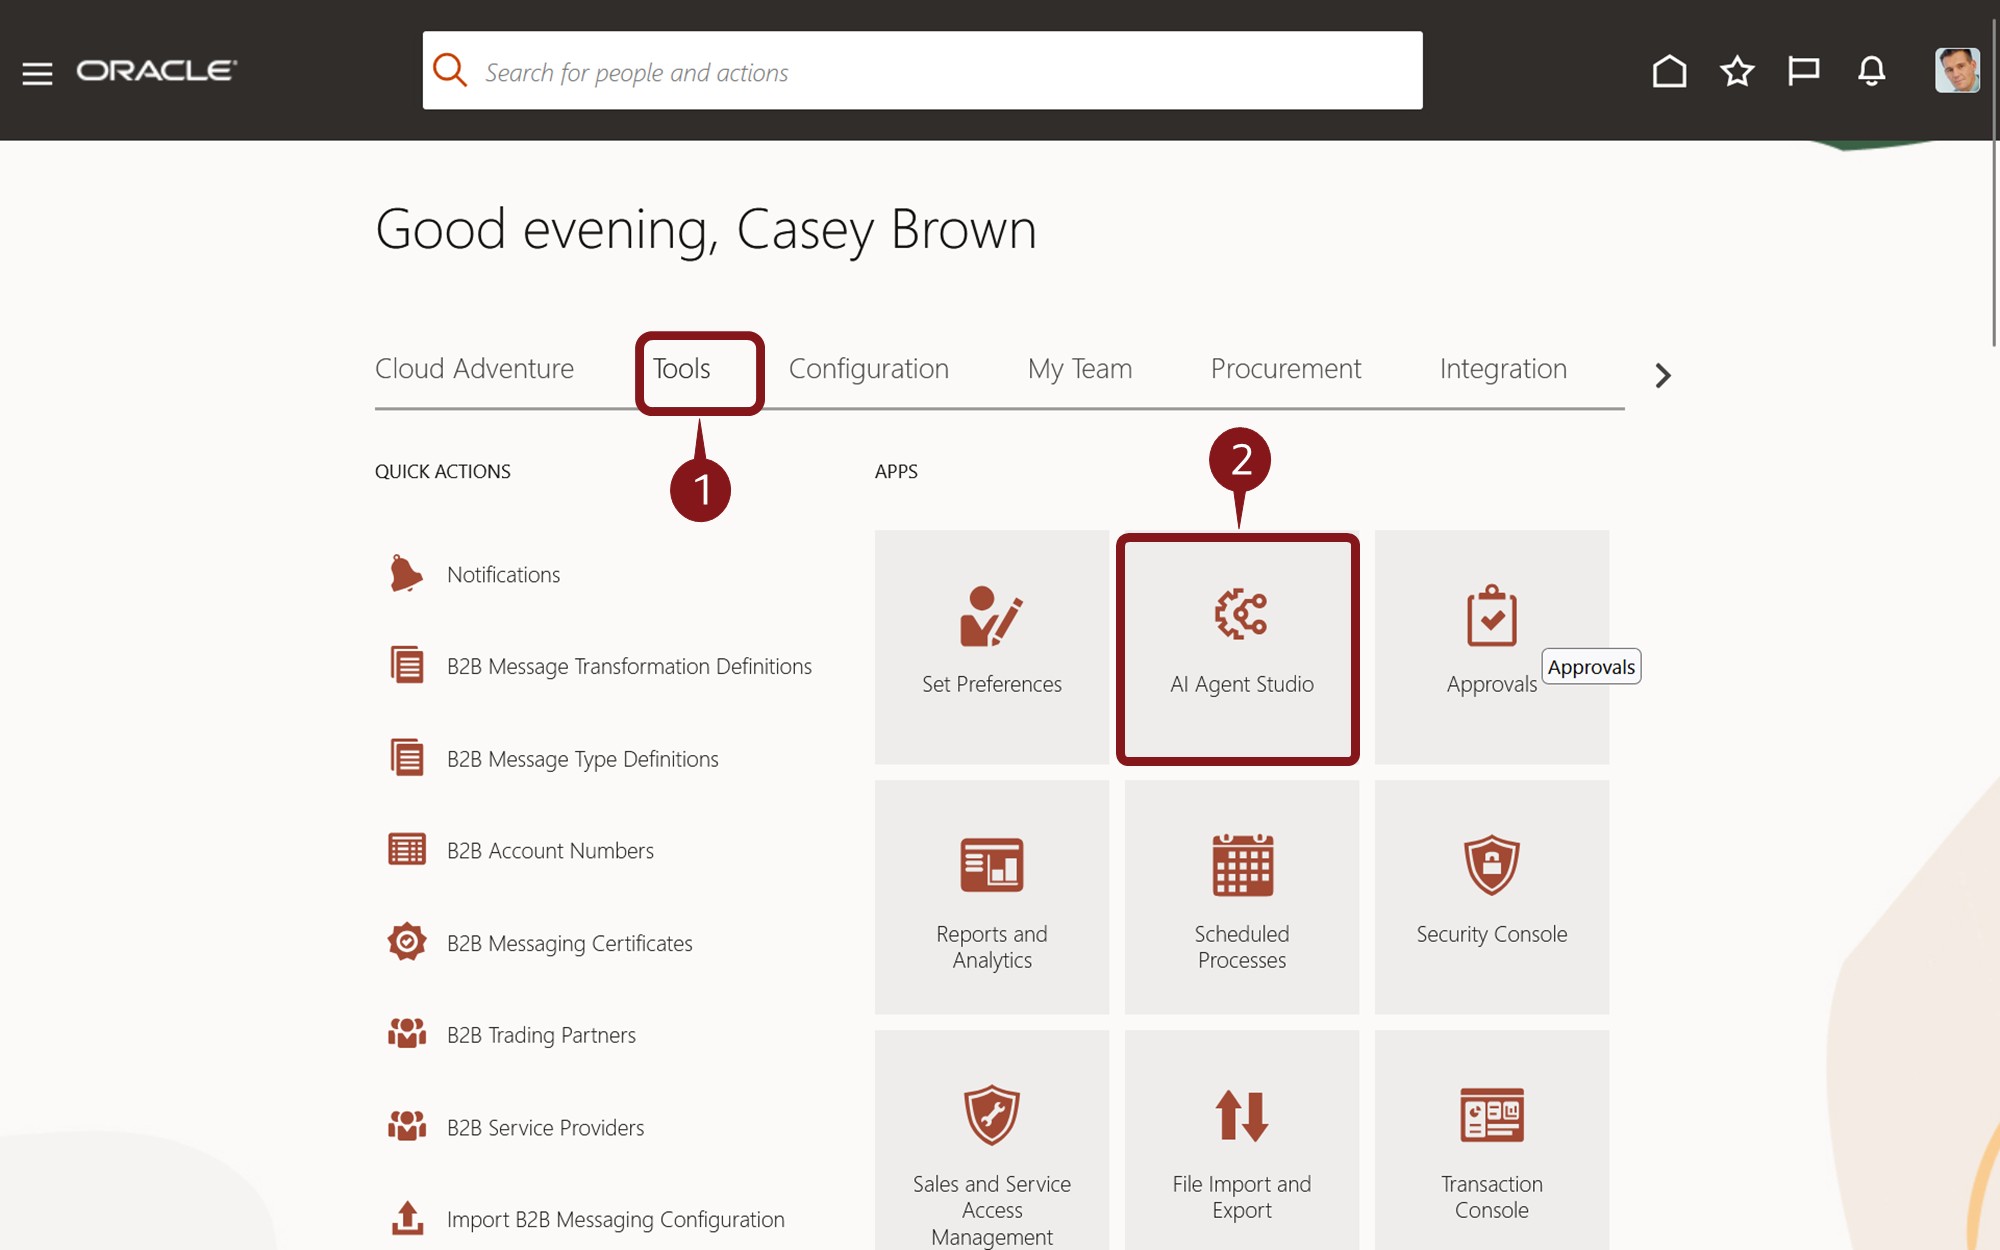 ORACLE
Search for people and actions
Good evening, Casey Brown
Cloud Adventure
Tools
Configuration
My Team
Procurement
Integration
1
2
QUICK ACTIONS
Notifications
B2B Message Transformation Definitions
B2B Message Type Definitions
B2B Account Numbers
B2B Messaging Certificates
B2B Trading Partners
B2B Service Providers
Import B2B Messaging Configuration
APPS
Set Preferences
AI Agent Studio
Approvals
Approvals
Reports and
Analytics
Scheduled
Processes
Security Console
Sales and Service
Access
Management
File Import and
Export
Transaction
Console